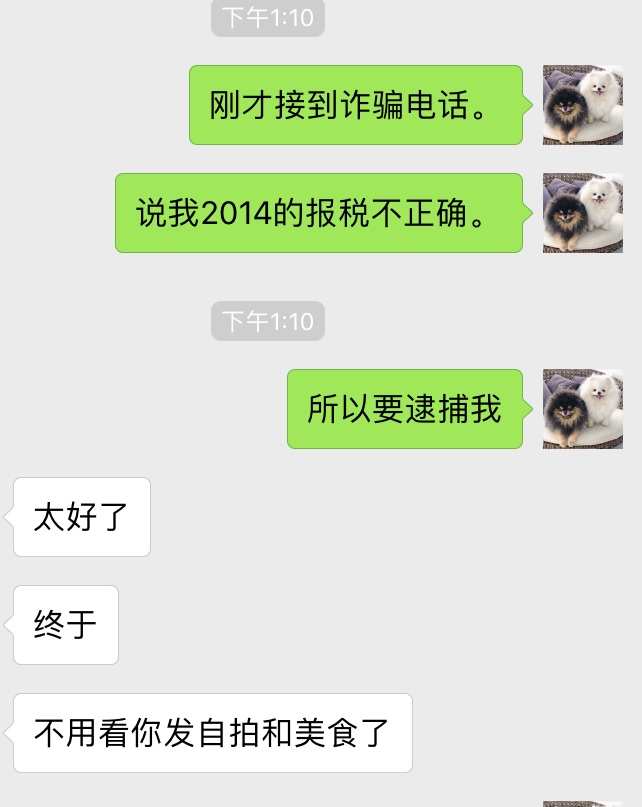 下午1:10
刚才接到诈骗电话。
说我2014的报税不正确。
下午1:10
所以要逮捕我
太好了
终于
不用看你发自拍和美食了